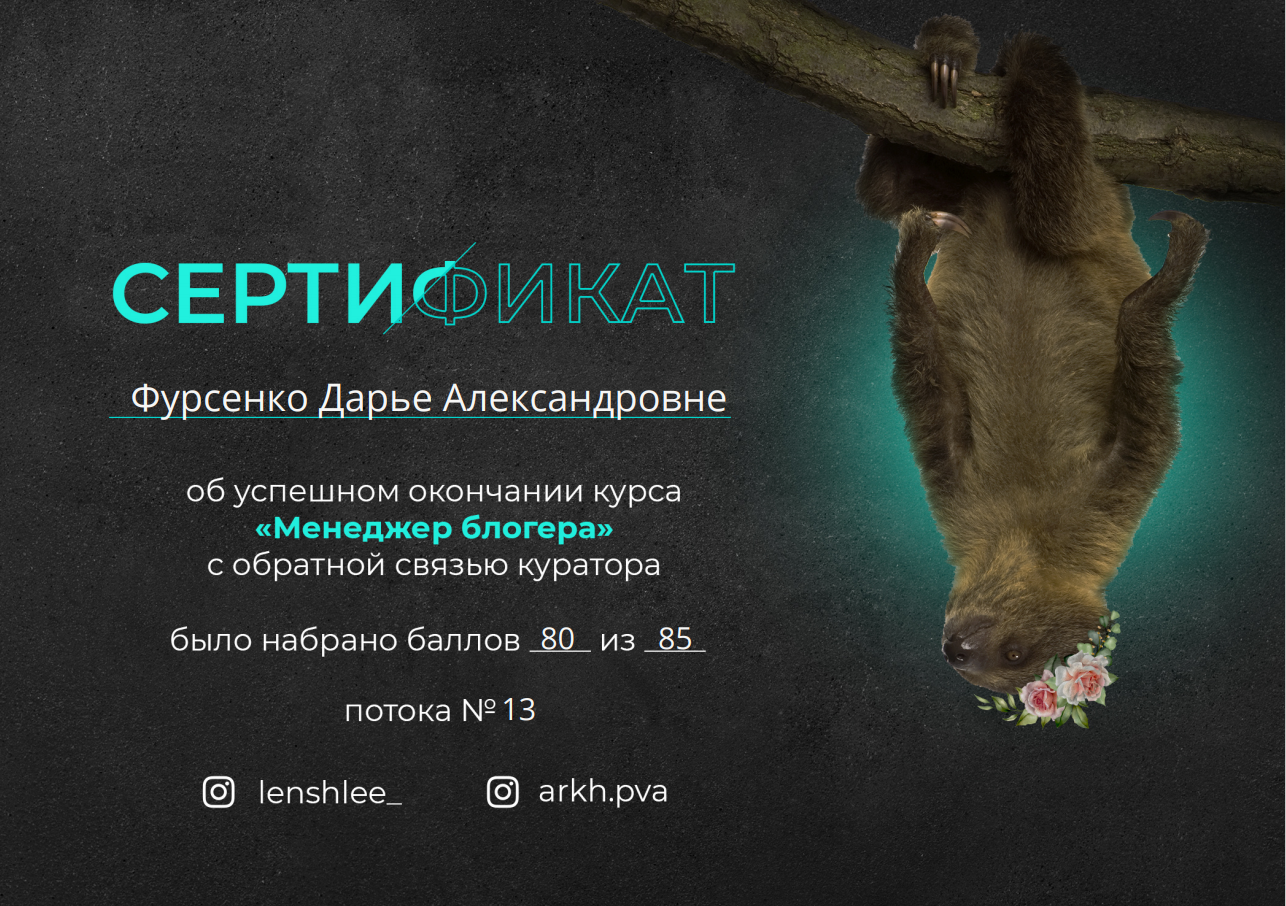 СЕРТИФИКАТ
Фурсенко Дарье Александровне
об успешном окончании курса
«Менеджер блогера»
с обратной связью куратора
было набрано баллов 80 из 85
потока № 13
lenshlee_ arkh.pva